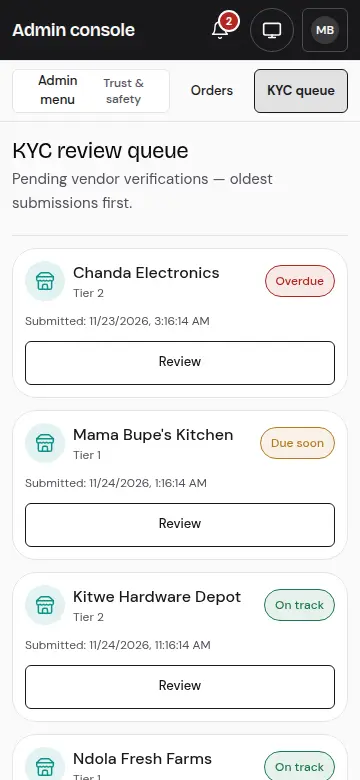 Admin console
2
MB
Admin menu
Trust & safety
Orders
KYC queue
KYC review queue
Pending vendor verifications — oldest
submissions first.
Chanda Electronics
Tier 2
Overdue
Submitted: 11/23/2026, 3:16:14 AM
Review
Mama Bupe's Kitchen
Tier 1
Due soon
Submitted: 11/24/2026, 1:16:14 AM
Review
Kitwe Hardware Depot
Tier 2
On track
Submitted: 11/24/2026, 11:16:14 AM
Review
Ndola Fresh Farms
Tier 1
On track